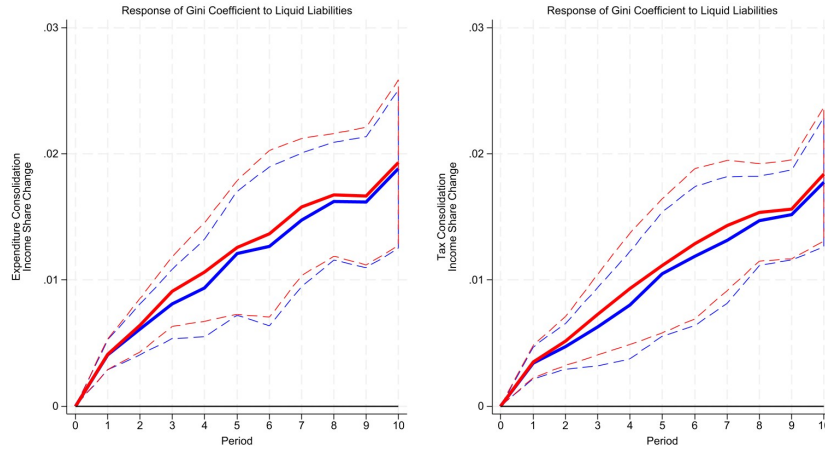 Response of Gini Coefficient to Liquid Liabilities
.03
.02
.01
0
Expenditure Consolidation
Income Share Change
0 1 2 3 4 5 6 7 8 9 10
Period
Response of Gini Coefficient to Liquid Liabilities
.03
.02
.01
0
Tax Consolidation
Income Share Change
0 1 2 3 4 5 6 7 8 9
Period